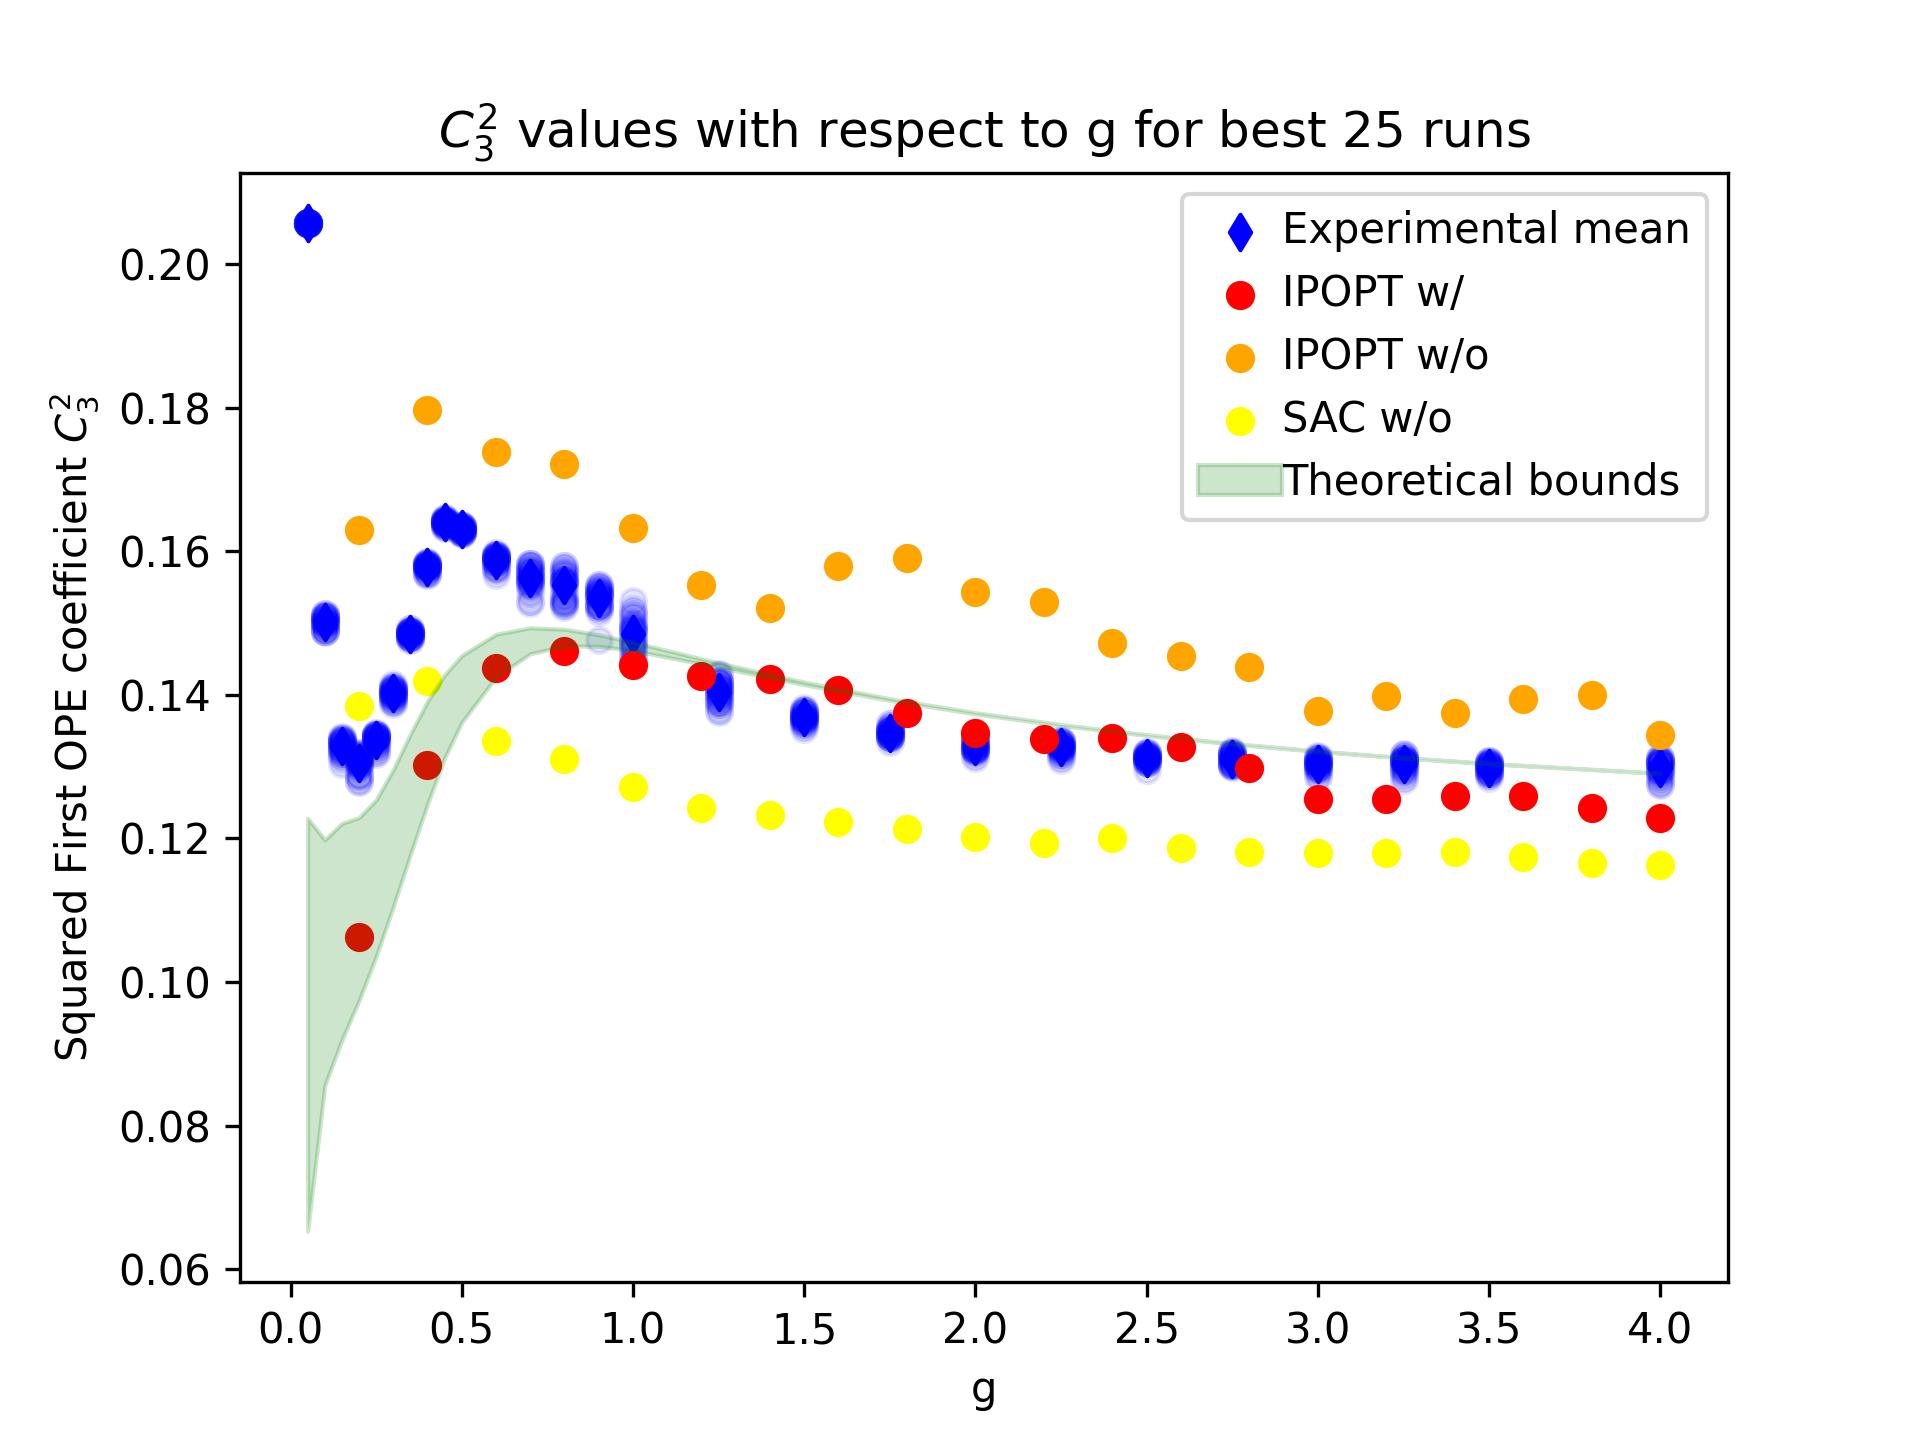 $C_3^2$ values with respect to g for best 25 runs
Experimental mean
IPOPT w/
IPOPT w/o
SAC w/o
Theoretical bounds
Squared First OPE coefficient $C_3^2$
0.20
0.18
0.16
0.14
0.12
0.10
0.08
0.06
0.0 0.5 1.0 1.5 2.0 2.5 3.0 3.5 4.0
g